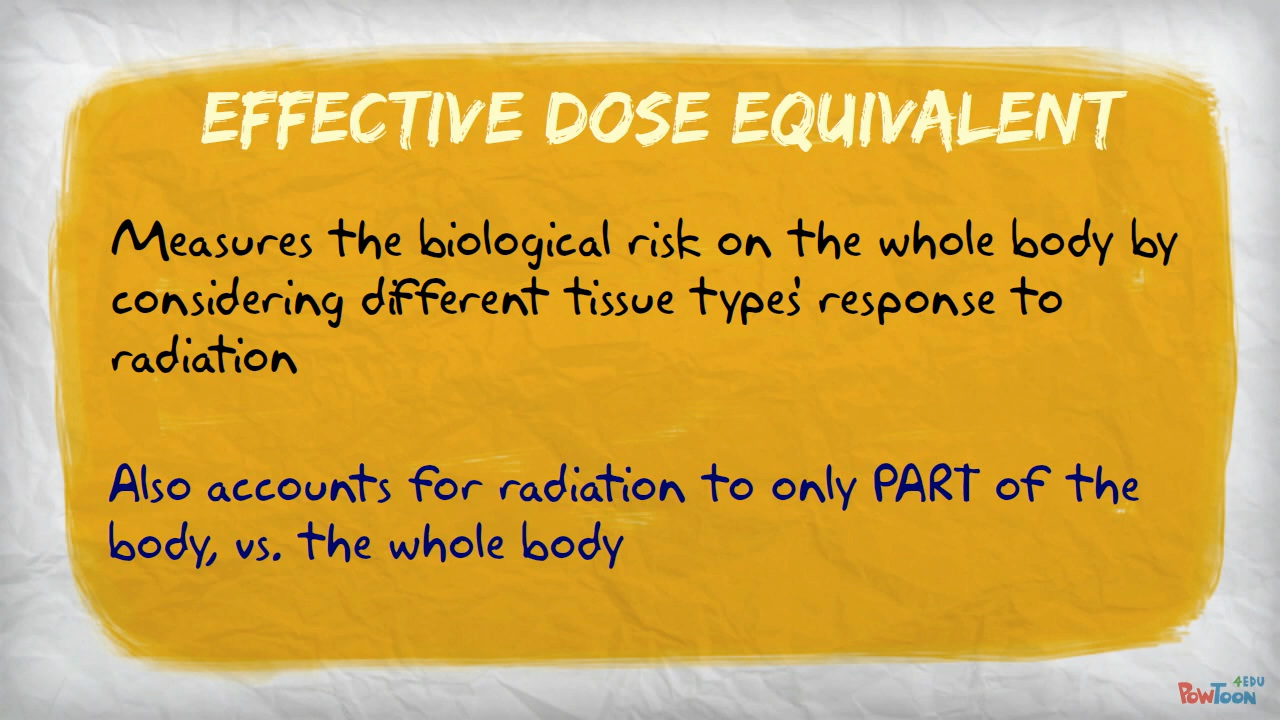 EFFECTIVE DOSE EQUIVALENT
Measures the biological risk on the whole body by
considering different tissue types' response to
radiation
Also accounts for radiation to only PART of the
body, vs. the whole body
4EDU
POWTOON